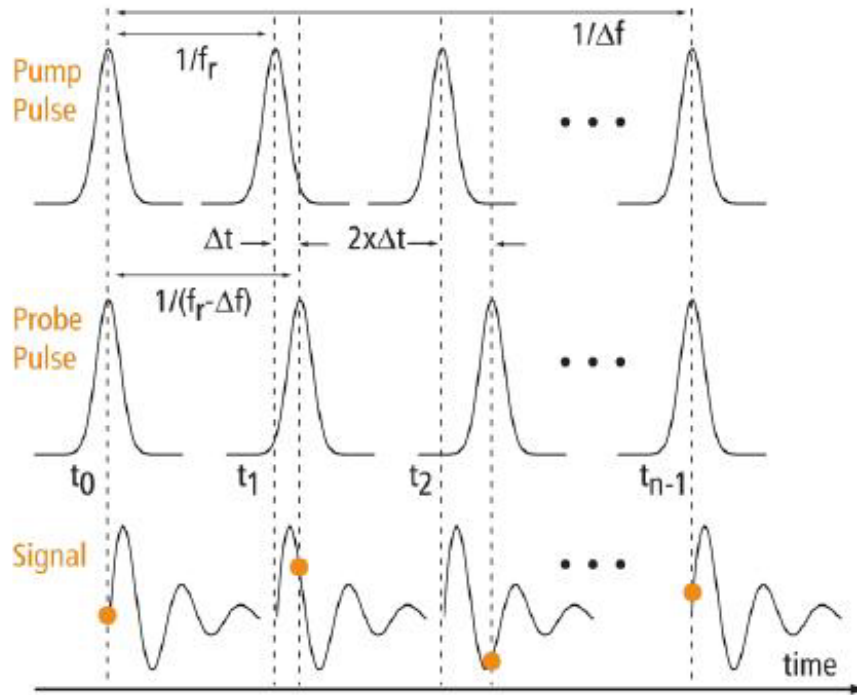 1/Δf
1/fr
Pump
Pulse
Δt
2xΔt
1/(fr-Δf)
Probe
Pulse
t0
t1
t2
tn-1
Signal
time